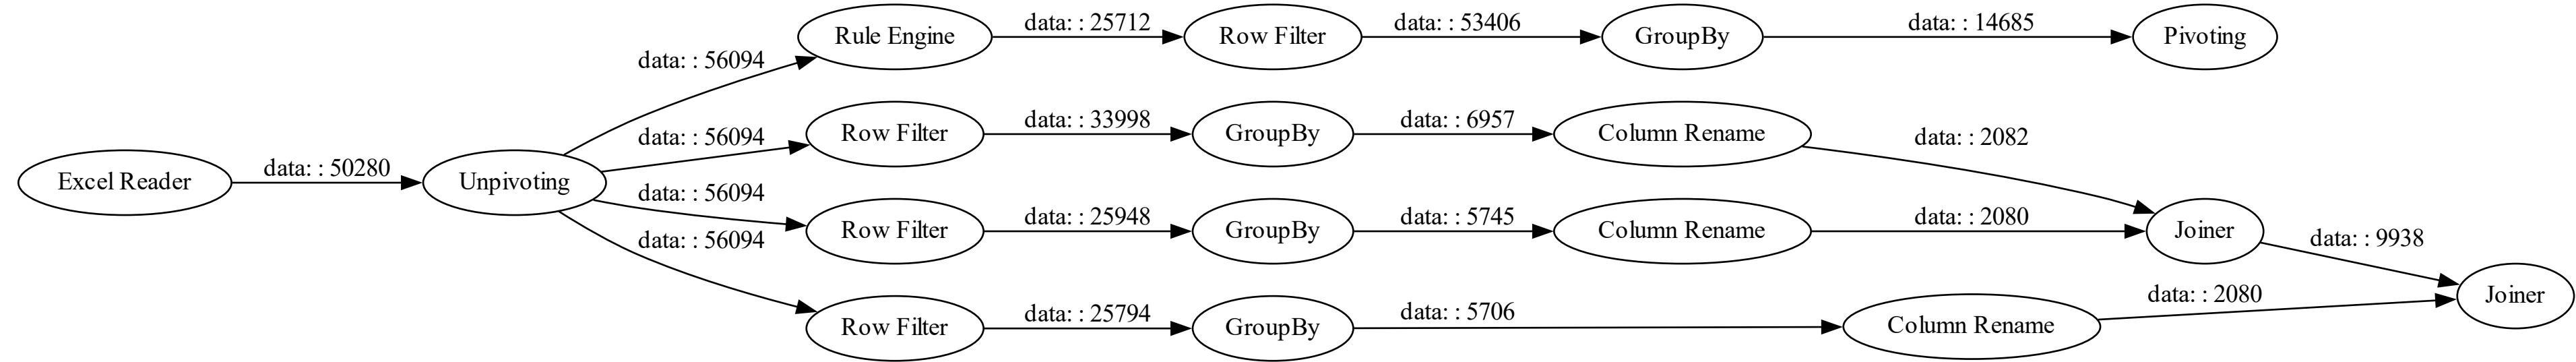 Rule Engine
data: : 25712
Row Filter
data: : 53406
GroupBy
data: : 14685
Pivoting
data: : 56094
Row Filter
data: : 33998
GroupBy
data: : 6957
Column Rename
data: : 2082
data: : 56094
Excel Reader
data: : 50280
Unpivoting
data: : 56094
Row Filter
data: : 25948
GroupBy
data: : 5745
Column Rename
data: : 2080
Joiner
data: : 9938
data: : 56094
Row Filter
data: : 25794
GroupBy
data: : 5706
Column Rename
data: : 2080
Joiner